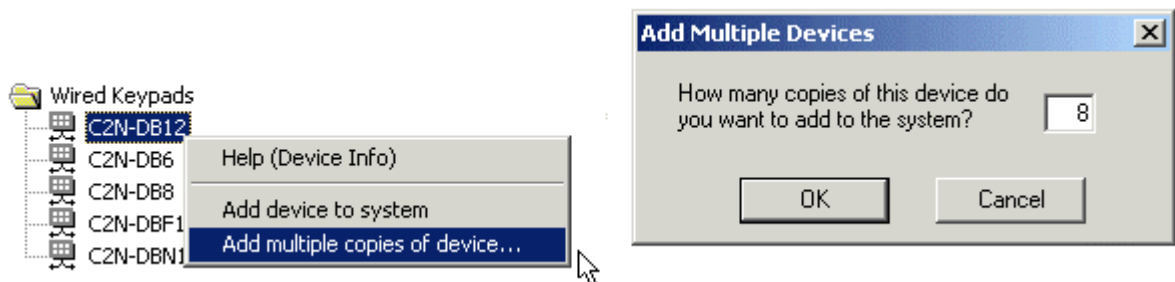 Wired Keypads
C2N-DB12
C2N-DB6
C2N-DB8
C2N-DBF1
C2N-DBN1
Help (Device Info)
Add device to system
Add multiple copies of device...
Add Multiple Devices
How many copies of this device do
you want to add to the system?
8
OK
Cancel